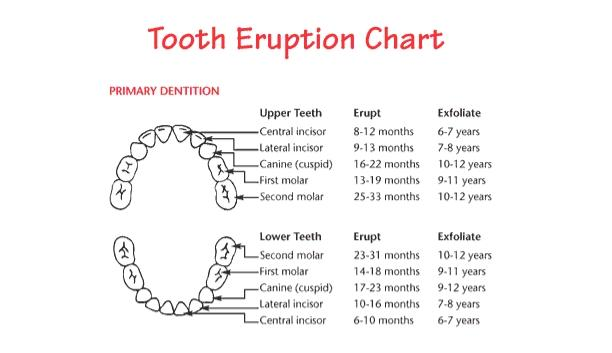 Tooth Eruption Chart
PRIMARY DENTITION
Upper Teeth Erupt Exfoliate
Central incisor 8-12 months 6-7 years
Lateral incisor 9-13 months 7-8 years
Canine (cuspid) 16-22 months 10-12 years
First molar 13-19 months 9-11 years
Second molar 25-33 months 10-12 years
Lower Teeth Erupt Exfoliate
Second molar 23-31 months 10-12 years
First molar 14-18 months 9-11 years
Canine (cuspid) 17-23 months 9-12 years
Lateral incisor 10-16 months 7-8 years
Central incisor 6-10 months 6-7 years